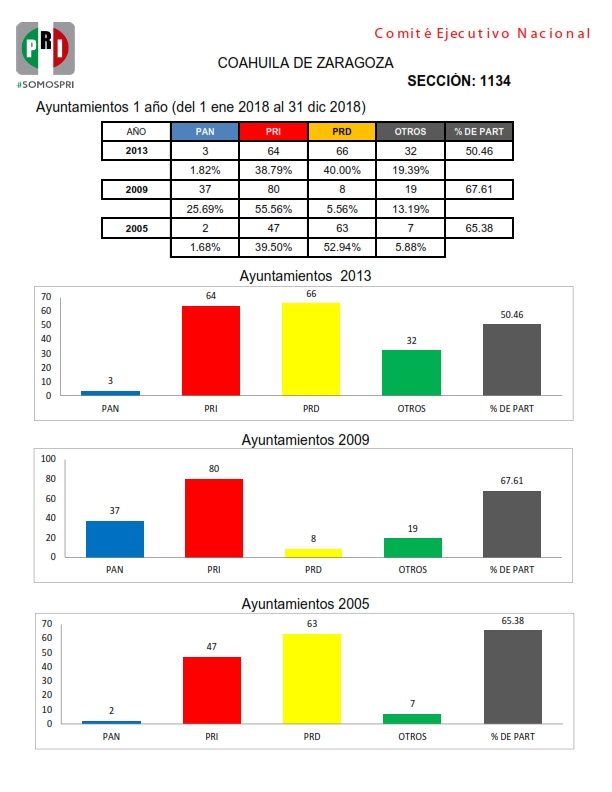 PRI
#SOMOSPRI
Comité Ejecutivo Nacional
COAHUILA DE ZARAGOZA
SECCIÓN: 1134
Ayuntamientos 1 año (del 1 ene 2018 al 31 dic 2018)
AÑO PAN PRI PRD OTROS % DE PART
2013 3 64 66 32 50.46
1.82% 38.79% 40.00% 19.39%
2009 37 80 8 19 67.61
25.69% 55.56% 5.56% 13.19%
2005 2 47 63 7 65.38
1.68% 39.50% 52.94% 5.88%
Ayuntamientos 2013
70
60
50
40
30
20
10
0
3 64 66 32 50.46
PAN PRI PRD OTROS % DE PART
Ayuntamientos 2009
100
80
60
40
20
0
37 80 8 19 67.61
PAN PRI PRD OTROS % DE PART
Ayuntamientos 2005
70
60
50
40
30
20
10
0
2 47 63 7 65.38
PAN PRI PRD OTROS % DE PART